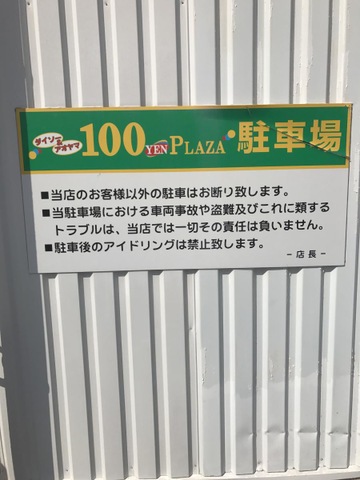 ダイソー&アオヤマ 100 YEN PLAZA 駐車場
■当店のお客様以外の駐車はお断り致します。
■当駐車場における車両事故や盗難及びこれに類する
トラブルは、当店では一切その責任は負いません。
■駐車後のアイドリングは禁止致します。
－店長－